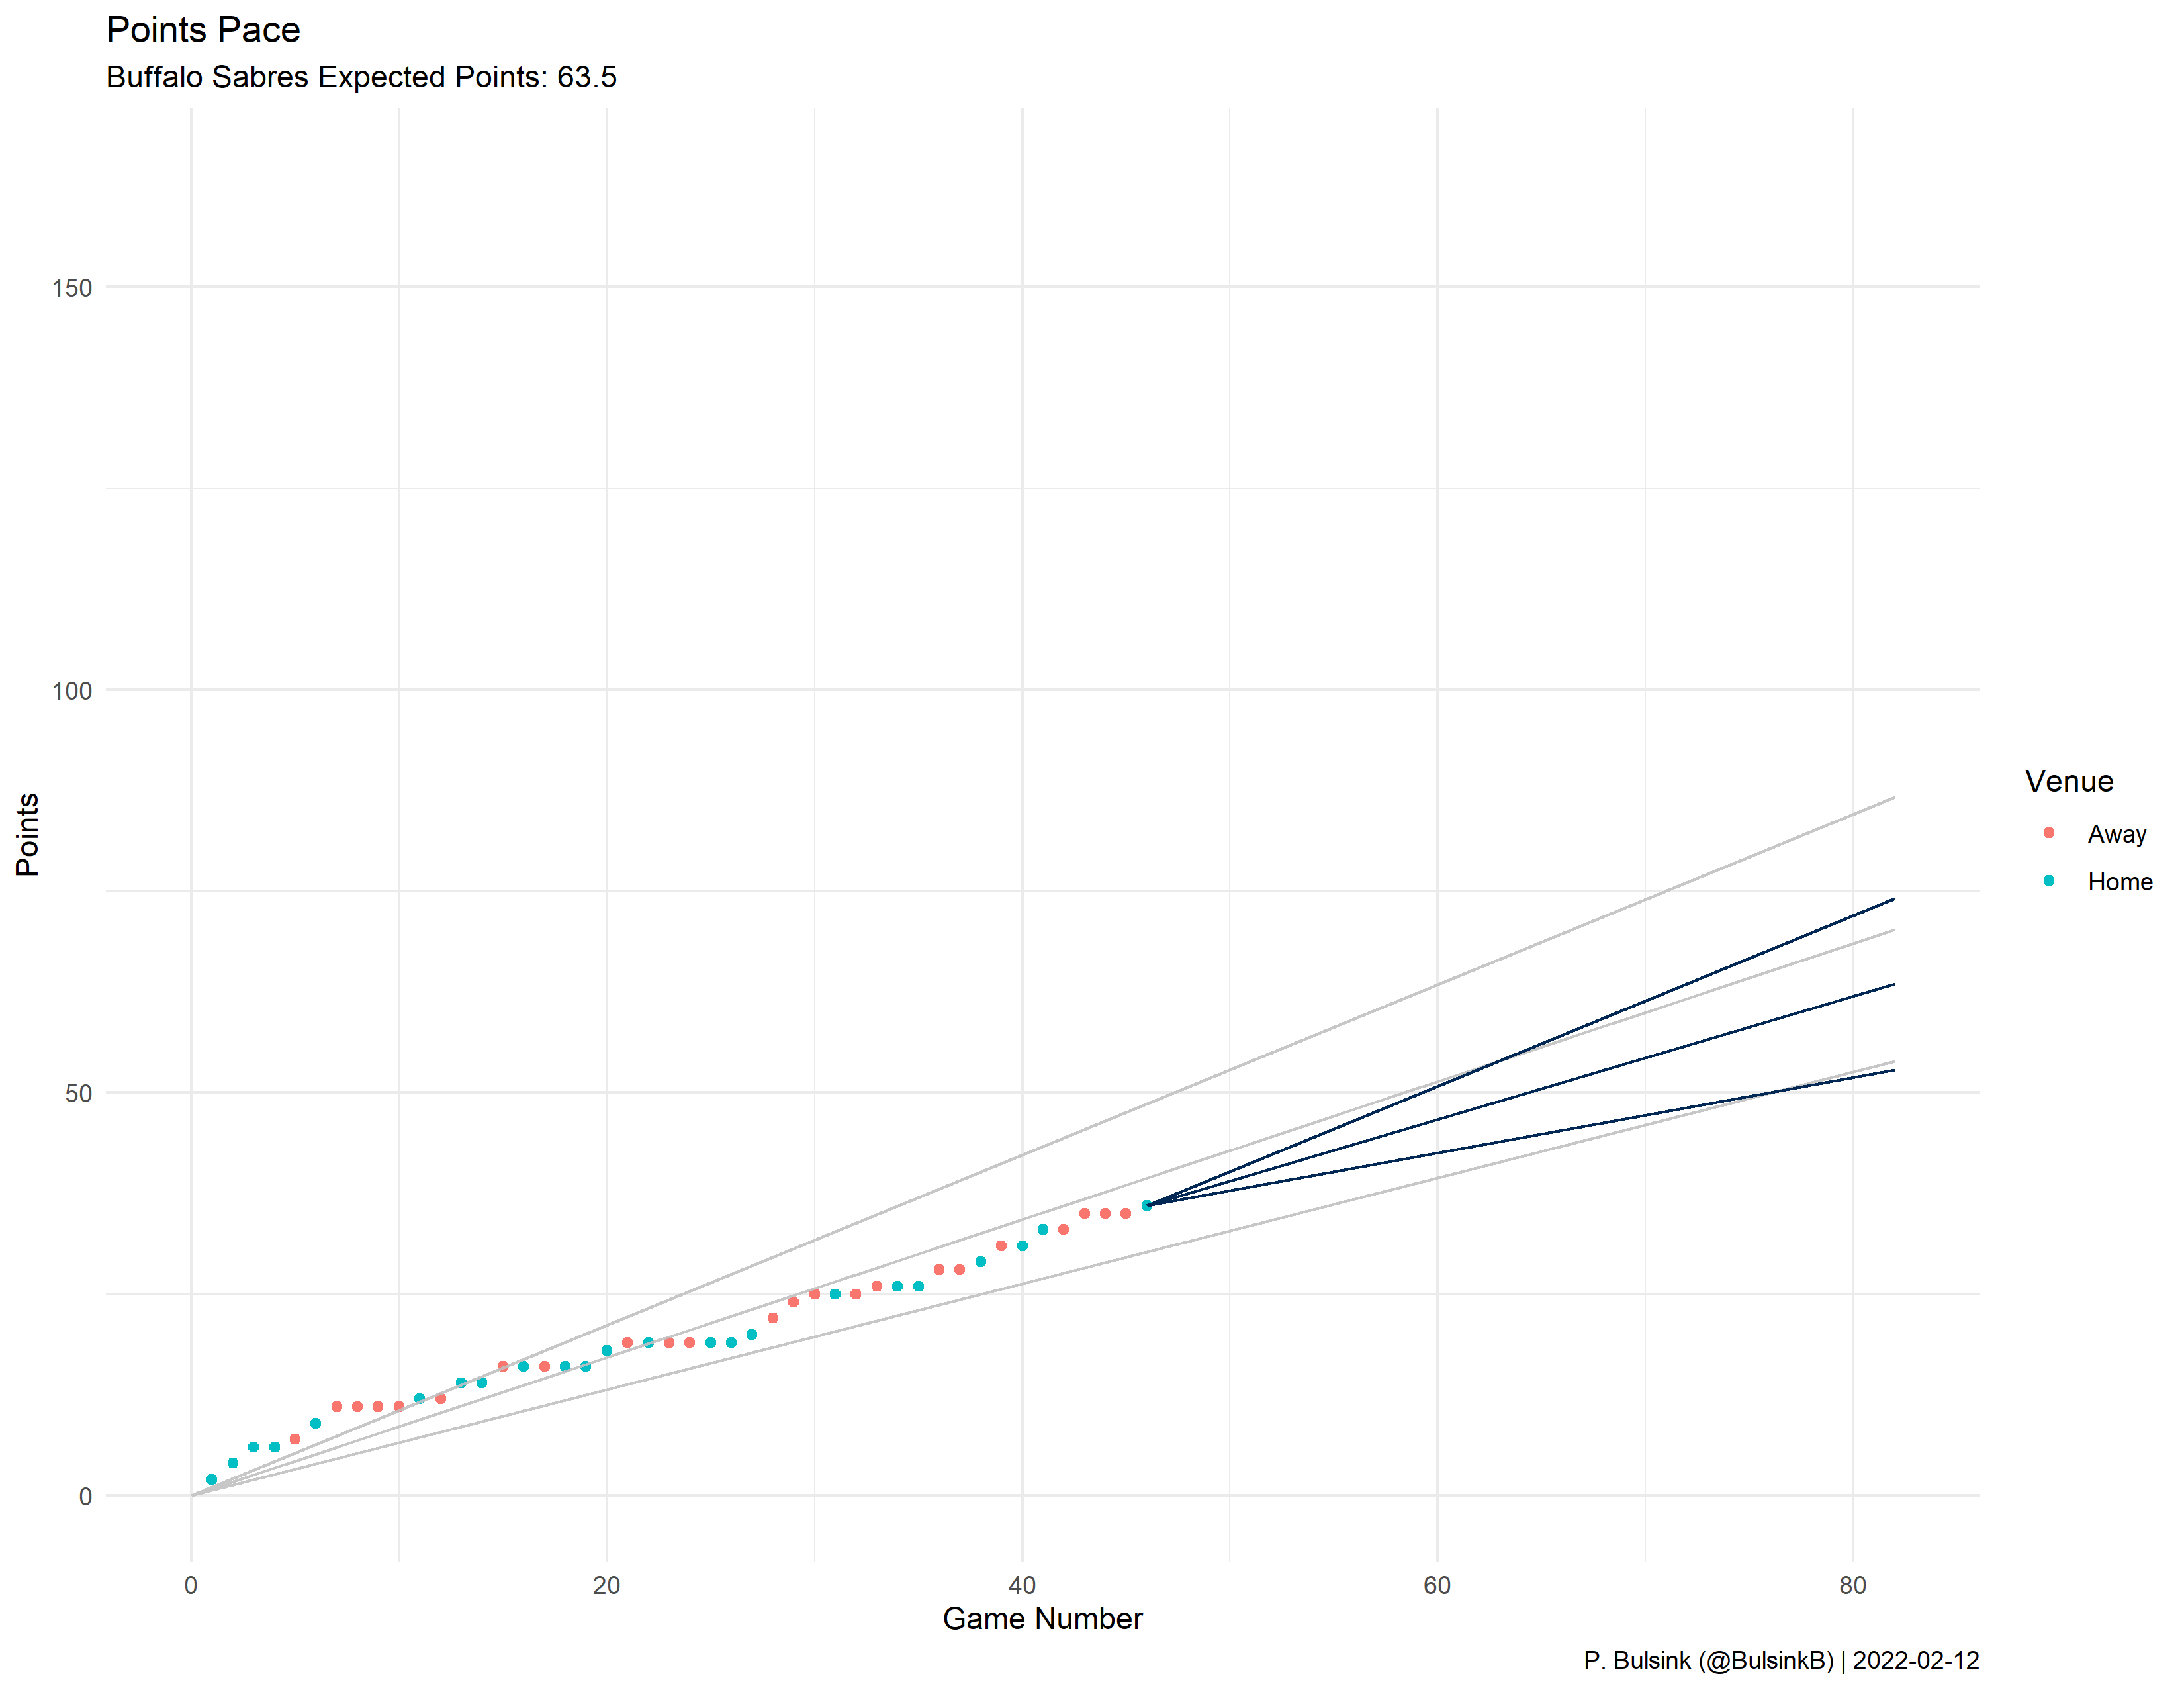 Points Pace
Buffalo Sabres Expected Points: 63.5
150
100
50
0
Points
0 20 40 60 80
Game Number
Venue
Away
Home
P. Bulsink (@BulsinkB) | 2022-02-12